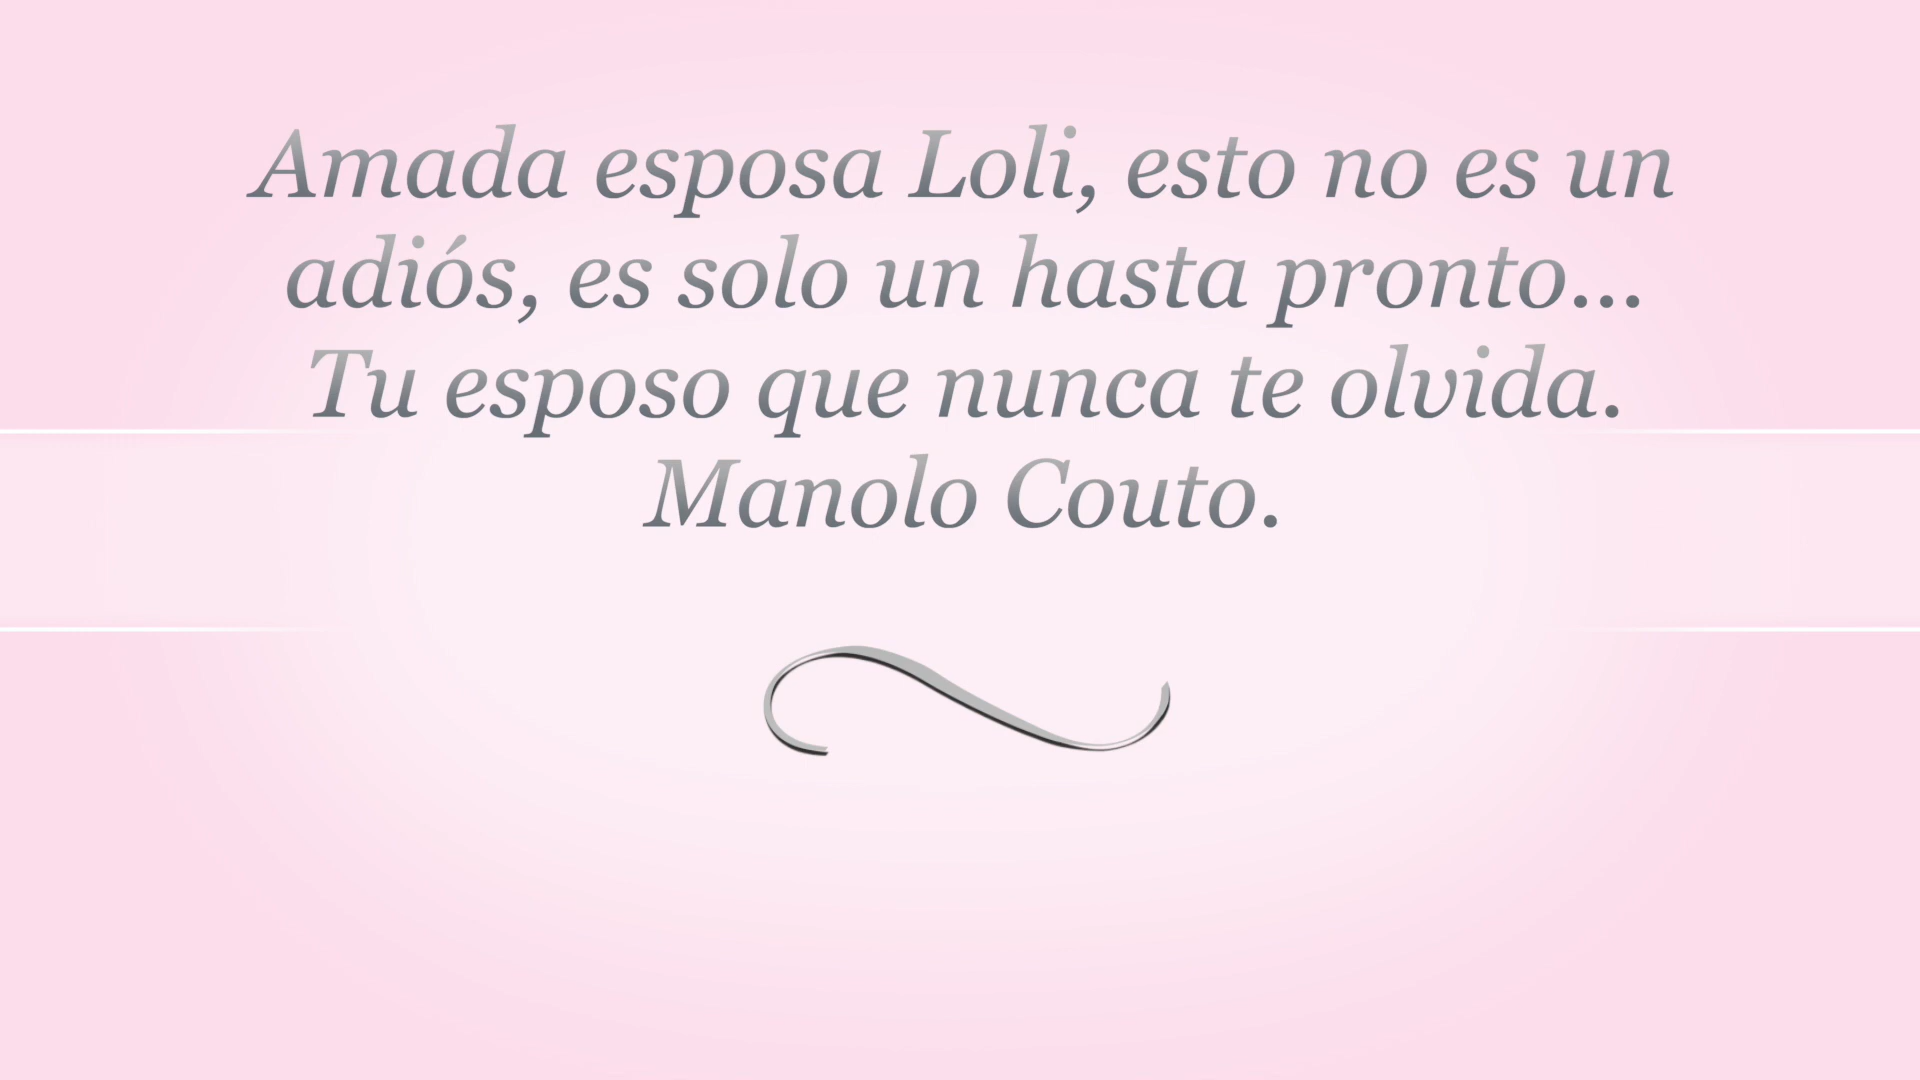 Amada esposa Loli, esto no es un
adiós, es solo un hasta pronto...
Tu esposo que nunca te olvida.
Manolo Couto.